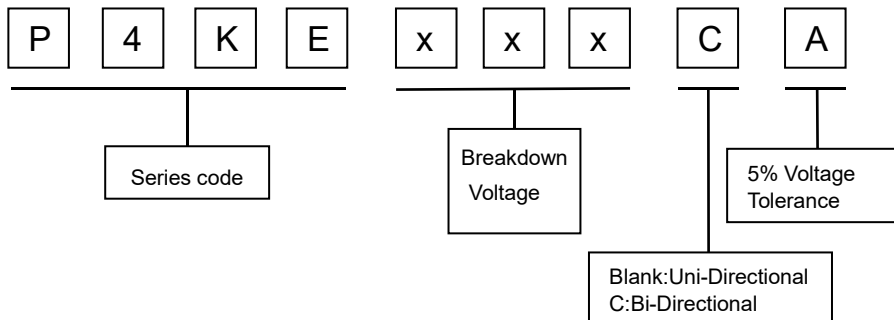 P 4 K E x x x C A
Series code
Breakdown
Voltage
5% Voltage
Tolerance
Blank:Uni-Directional
C:Bi-Directional